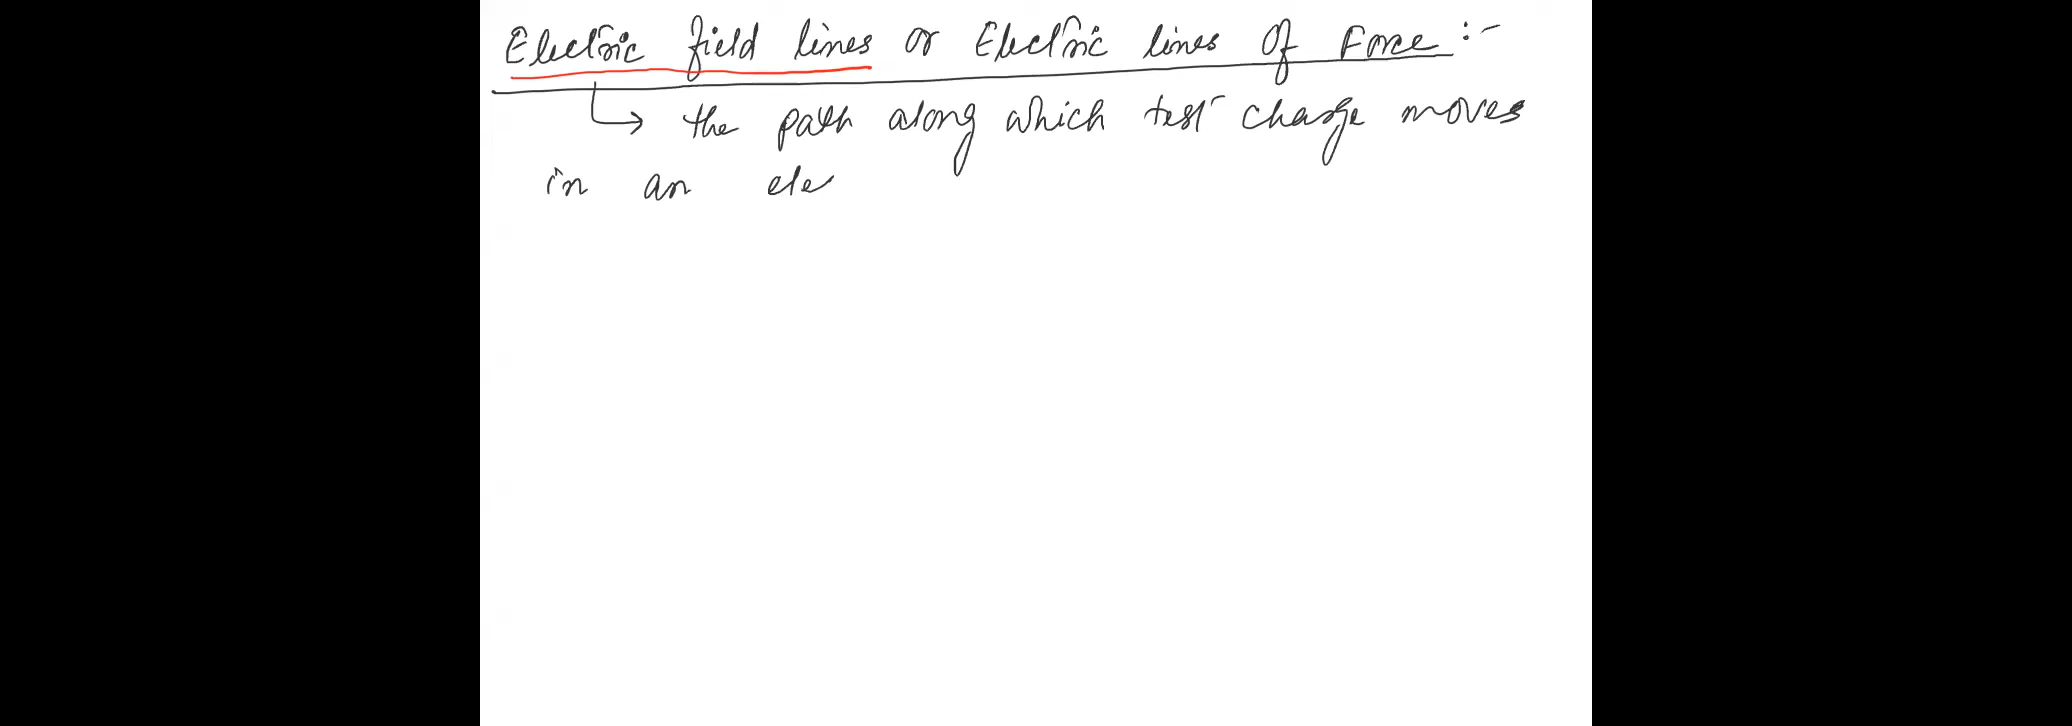 Electric field lines or Electric lines of Force :-
→ the path along which test charge moves
in an ele